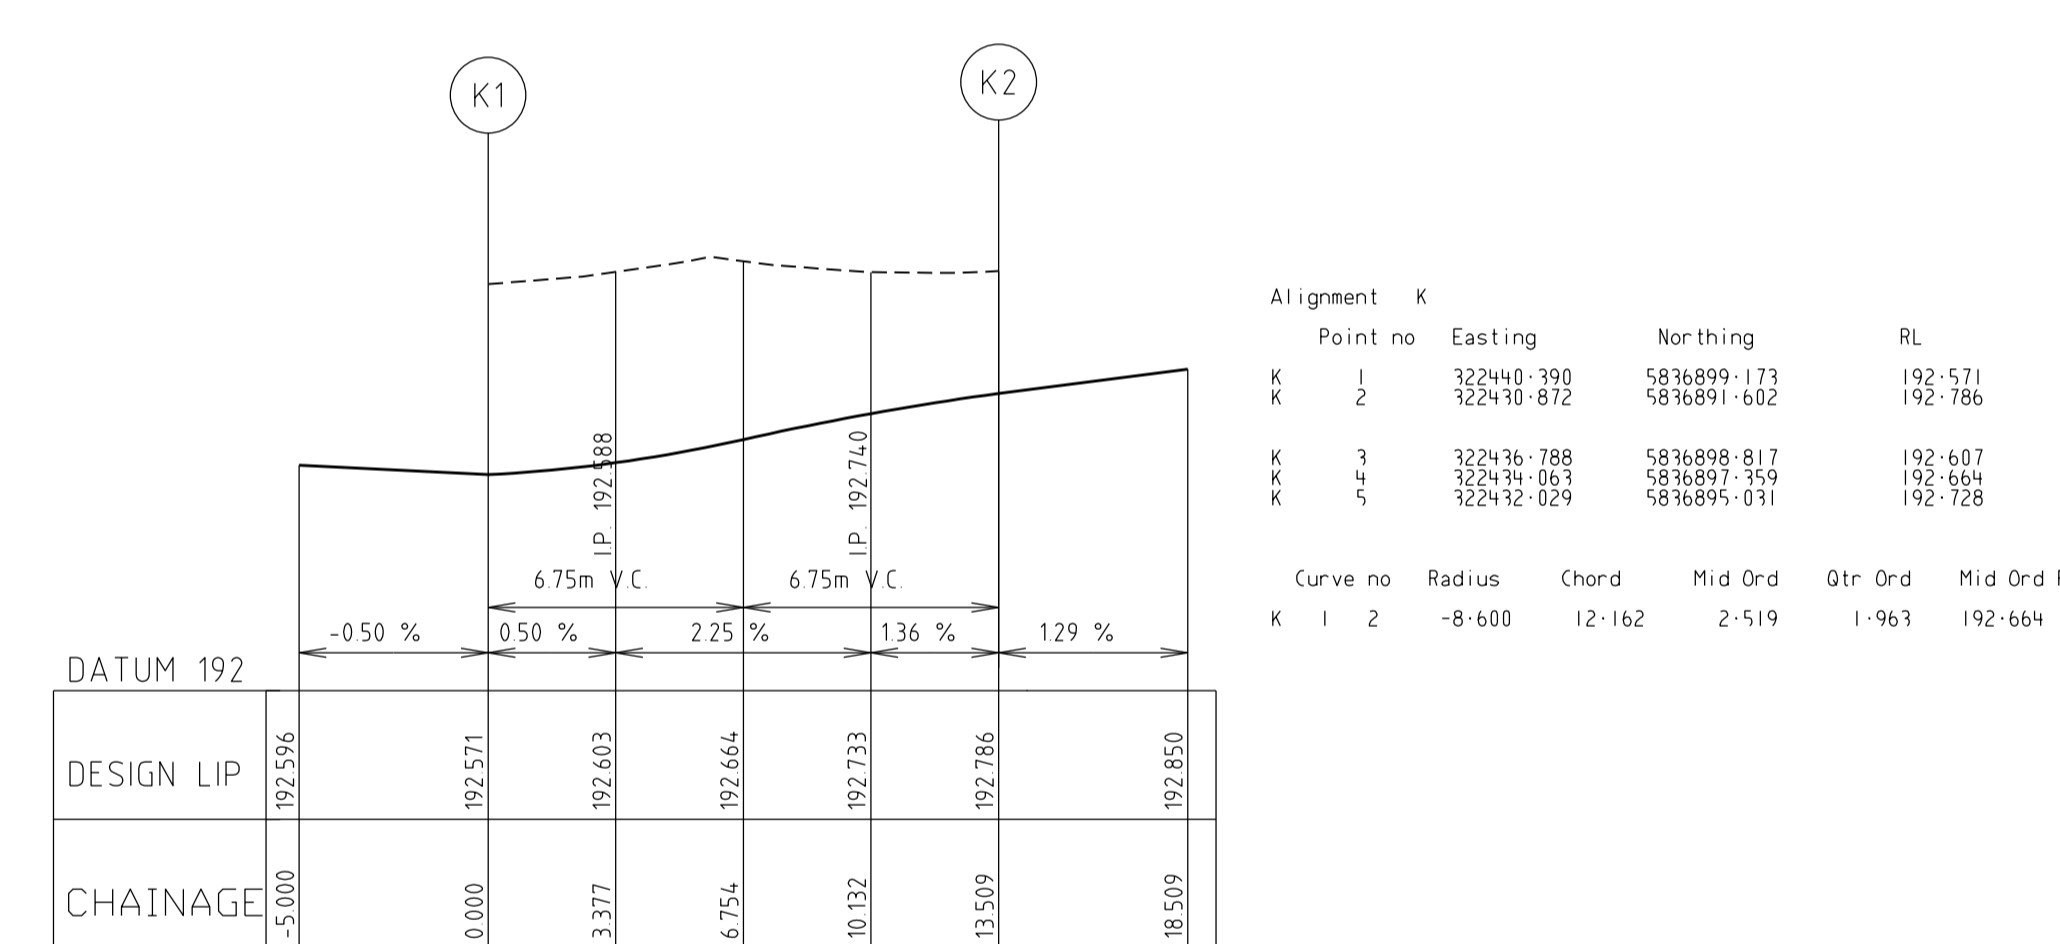 K1
K2
I.P. 192.588
I.P. 192.740
6.75m V.C.
6.75m V.C.
-0.50 %
0.50 %
2.25 %
1.36 %
1.29 %
DATUM 192
DESIGN LIP 192.596 192.571 192.603 192.664 192.733 192.786 192.850
CHAINAGE -5.000 0.000 3.377 6.754 10.132 13.509 18.509
Alignment K
Point no Easting Northing RL
K 1 322440.390 5836899.173 192.571
K 2 322430.872 5836891.602 192.786
K 3 322436.788 5836898.817 192.607
K 4 322434.063 5836897.359 192.664
K 5 322432.029 5836895.031 192.728
Curve no Radius Chord Mid Ord Qtr Ord Mid Ord
K 1 2 -8.600 12.162 2.519 1.963 192.664